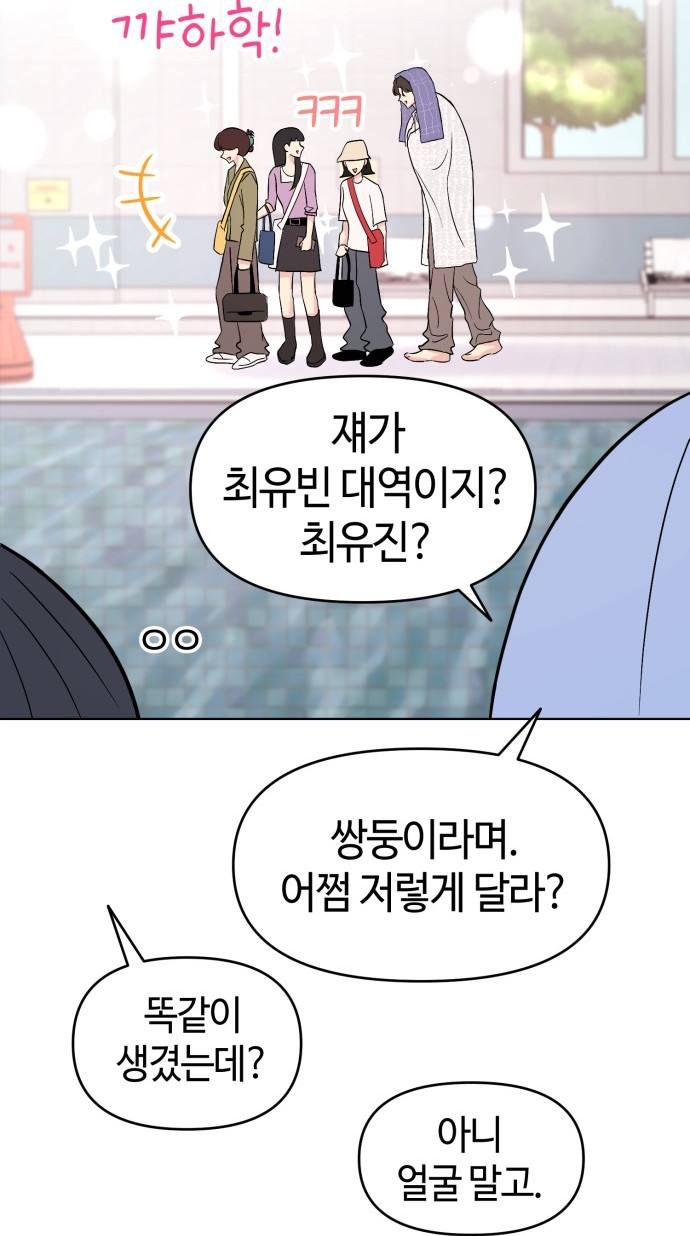 꺄하학!
ㅋㅋㅋ
쟤가
최유빈 대역이지?
최유진?
ㅇㅇ
쌍둥이라며.
어쩜 저렇게 달라?
똑같이
생겼는데?
아니
얼굴 말고.